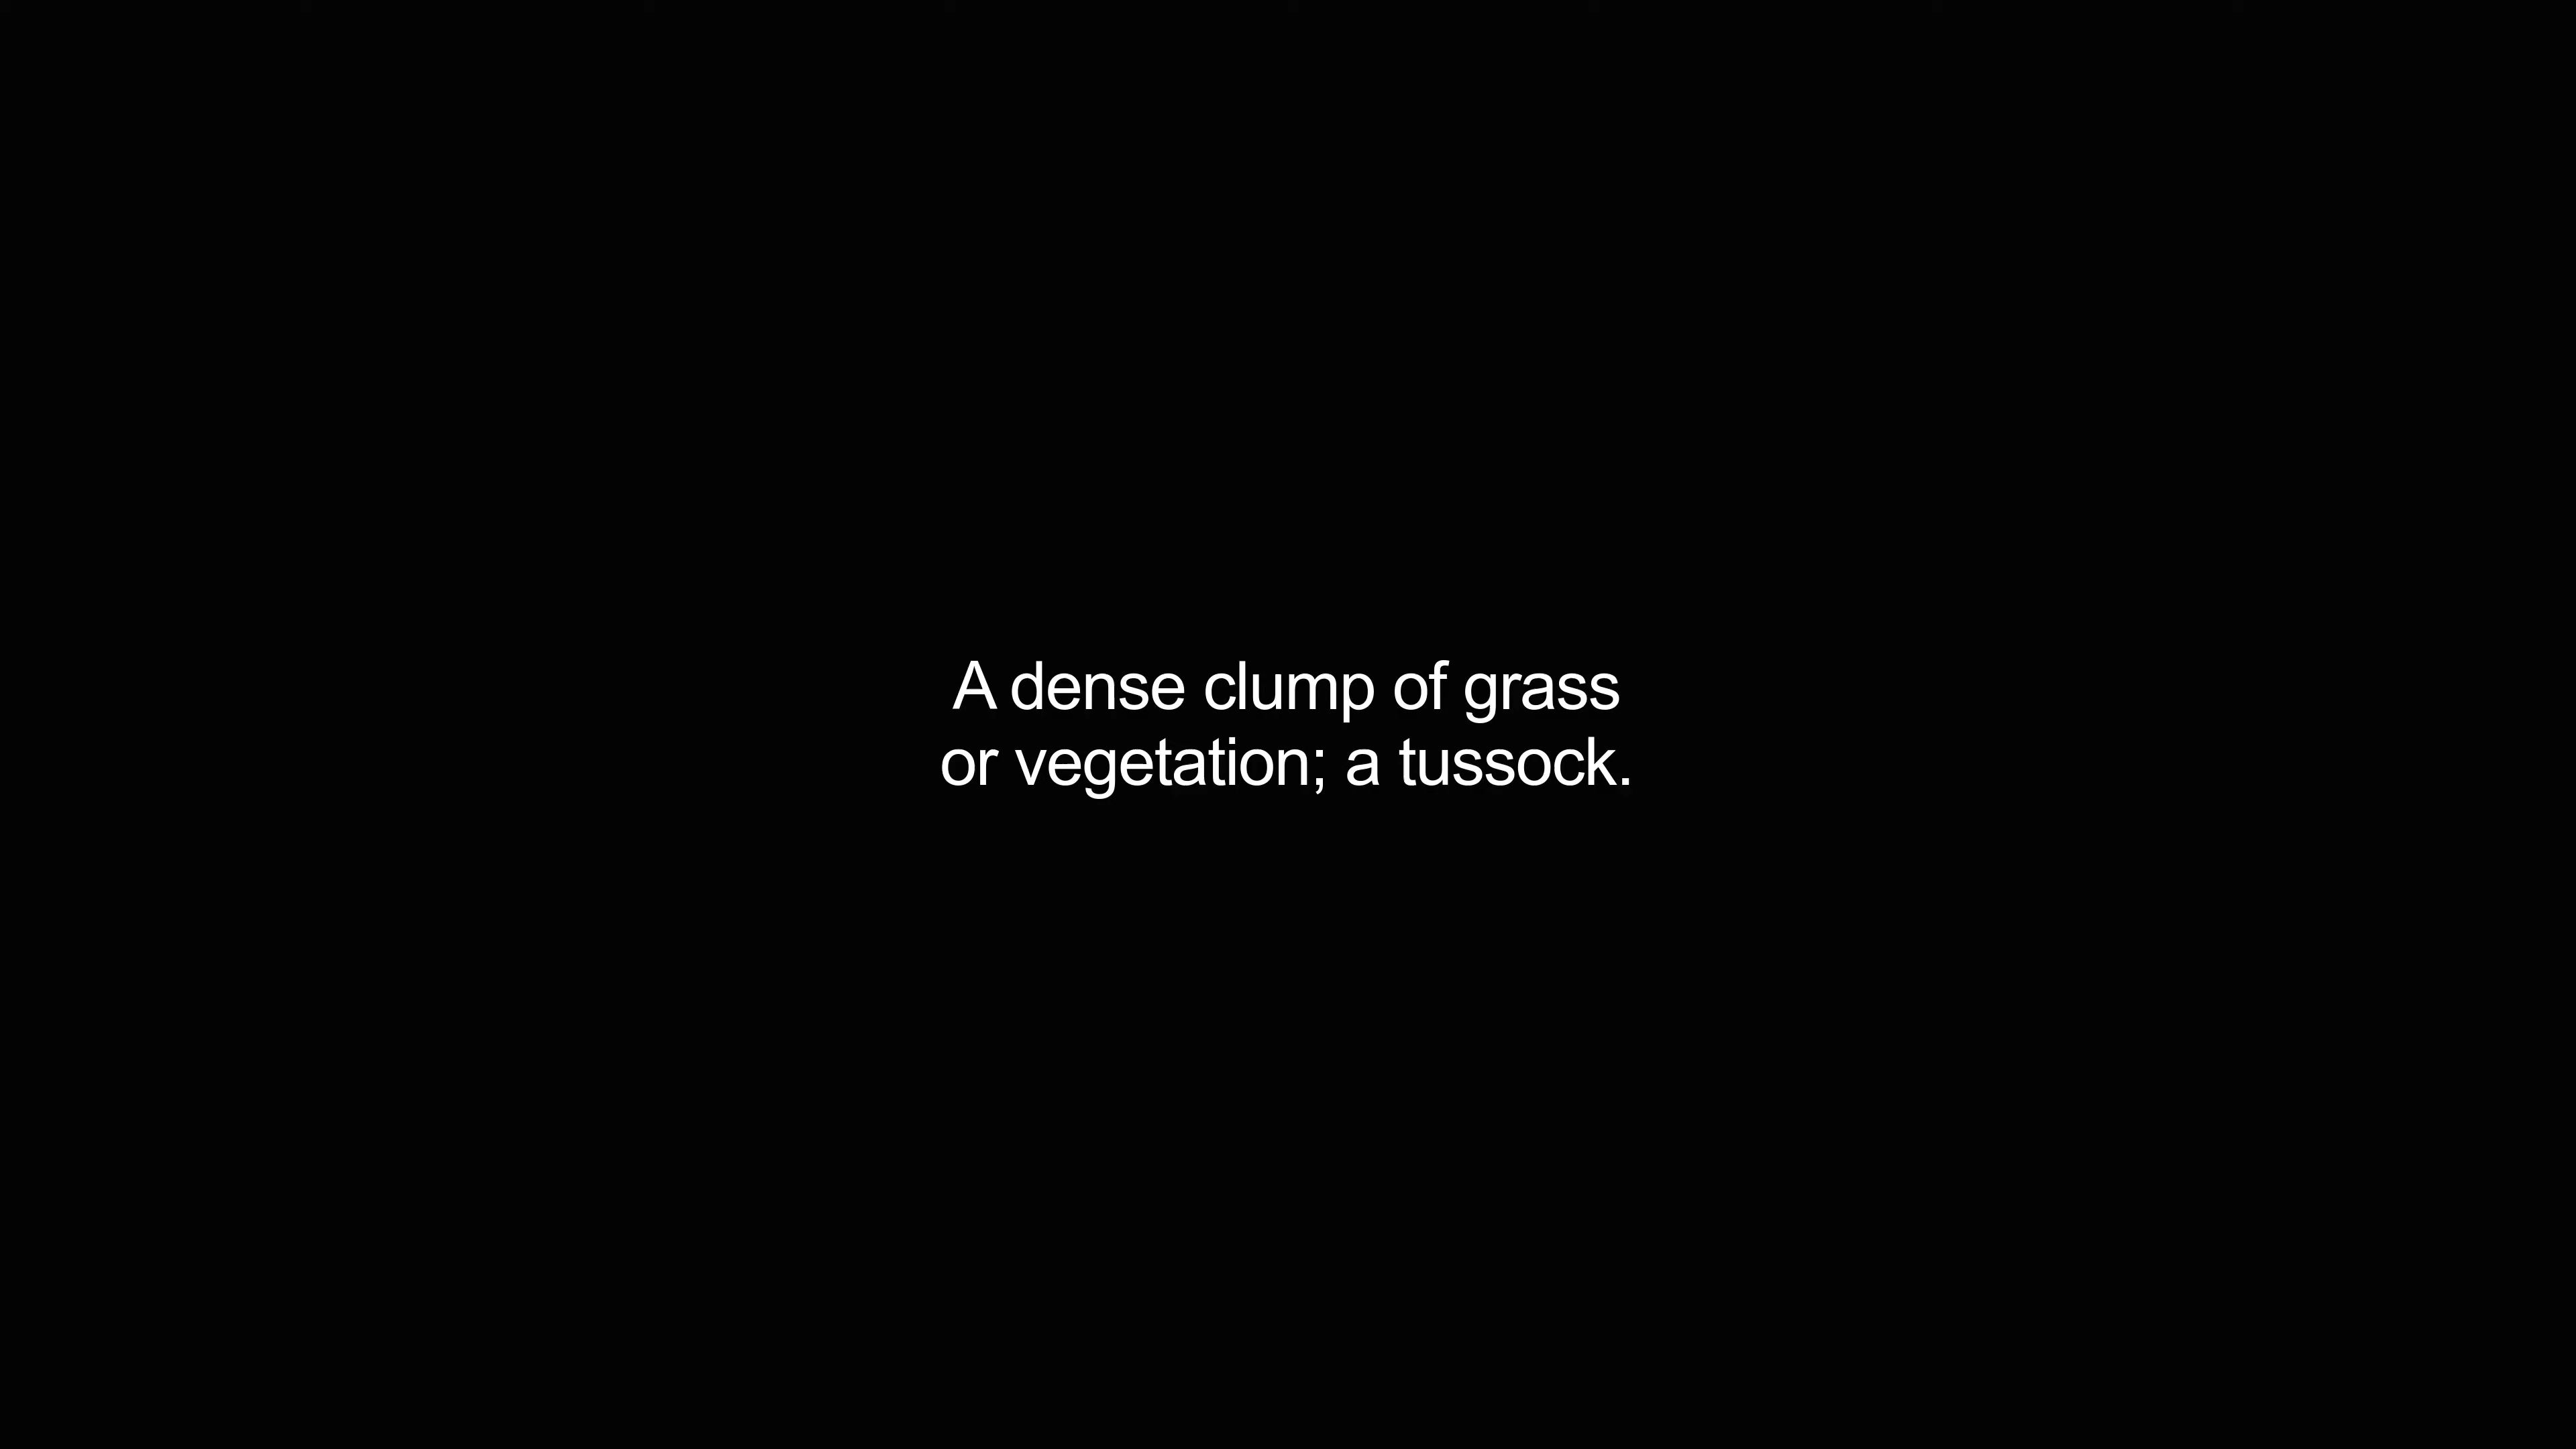 A dense clump of grass
or vegetation; a tussock.